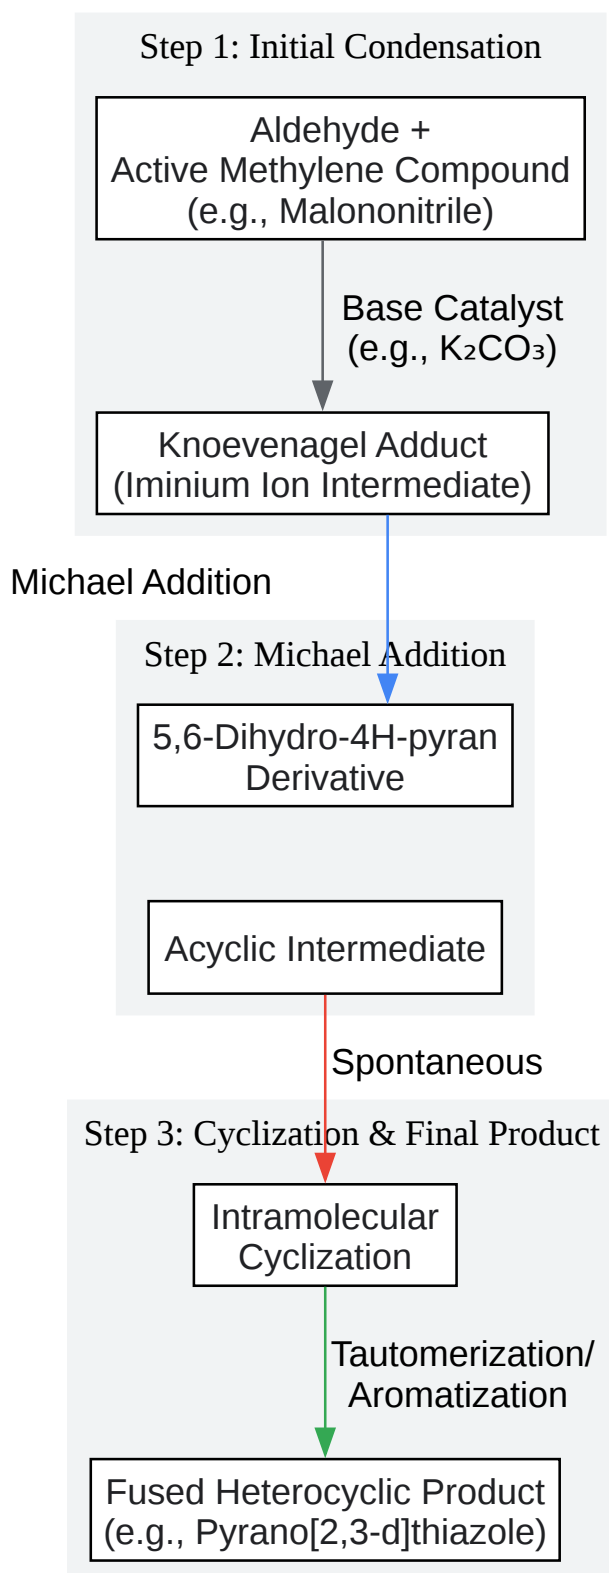 Step 1: Initial Condensation
Aldehyde +
Active Methylene Compound
(e.g., Malononitrile)
Base Catalyst
(e.g., K₂CO₃)
Knoevenagel Adduct
(Iminium Ion Intermediate)
Michael Addition
Step 2: Michael Addition
5,6-Dihydro-4H-pyran
Derivative
Acyclic Intermediate
Spontaneous
Step 3: Cyclization & Final Product
Intramolecular
Cyclization
Tautomerization/
Aromatization
Fused Heterocyclic Product
(e.g., Pyrano[2,3-d]thiazole)